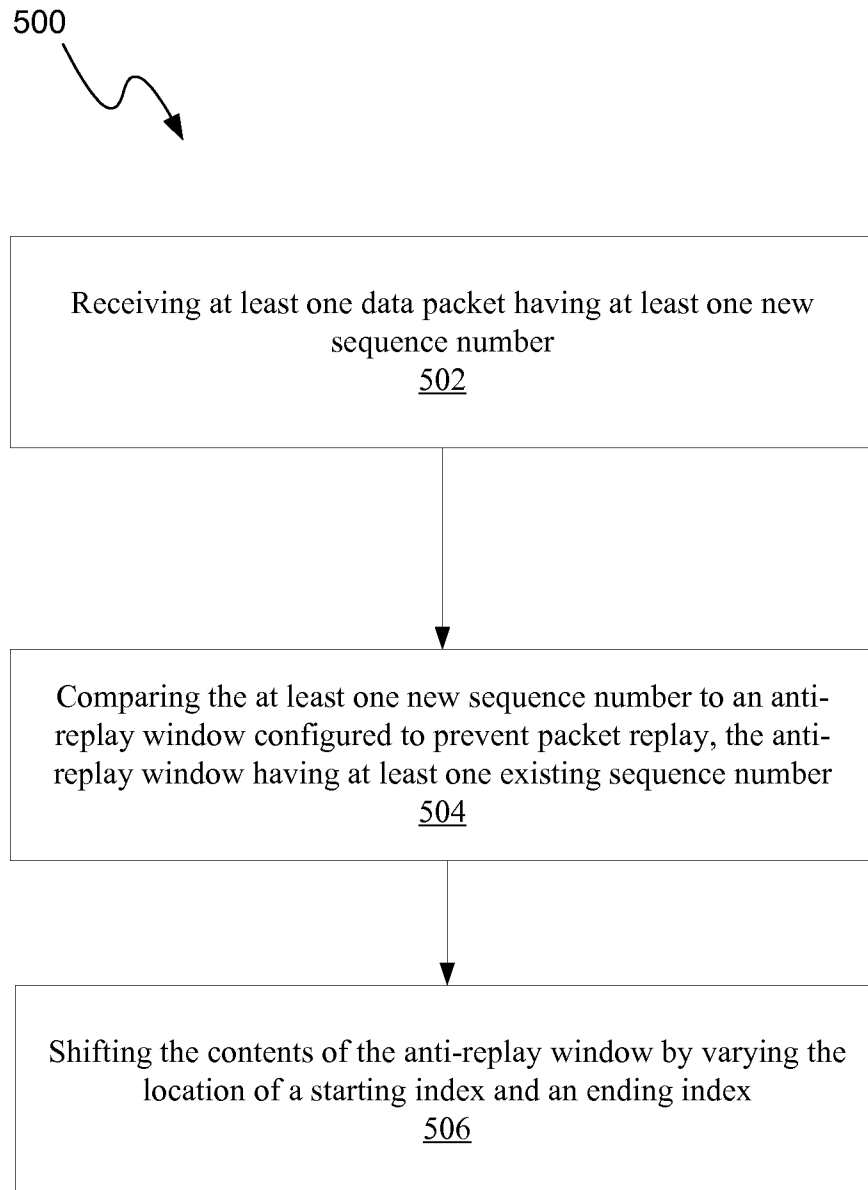 500
Receiving at least one data packet having at least one new
sequence number
502
Comparing the at least one new sequence number to an anti-
replay window configured to prevent packet replay, the anti-
replay window having at least one existing sequence number
504
Shifting the contents of the anti-replay window by varying the
location of a starting index and an ending index
506